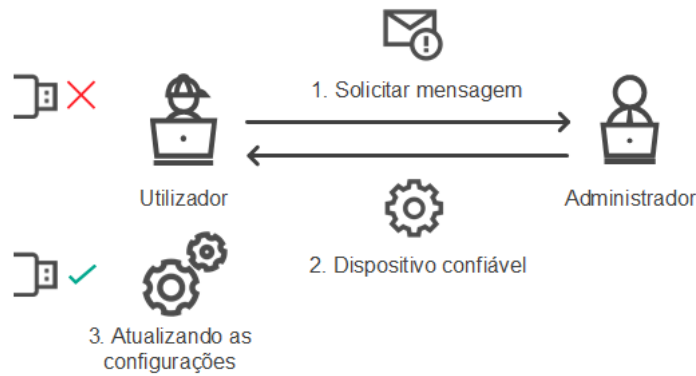 1. Solicitar mensagem
Utilizador
Administrador
2. Dispositivo confiável
3. Atualizando as
configurações